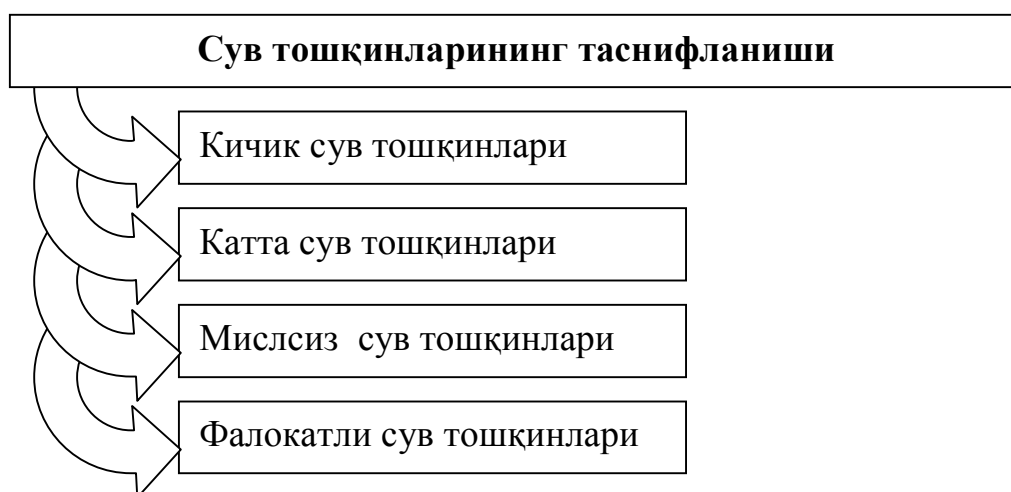 Сув тошқинларининг таснифланиши
Кичик сув тошқинлари
Катта сув тошқинлари
Мислсиз  сув тошқинлари
Фалокатли сув тошқинлари